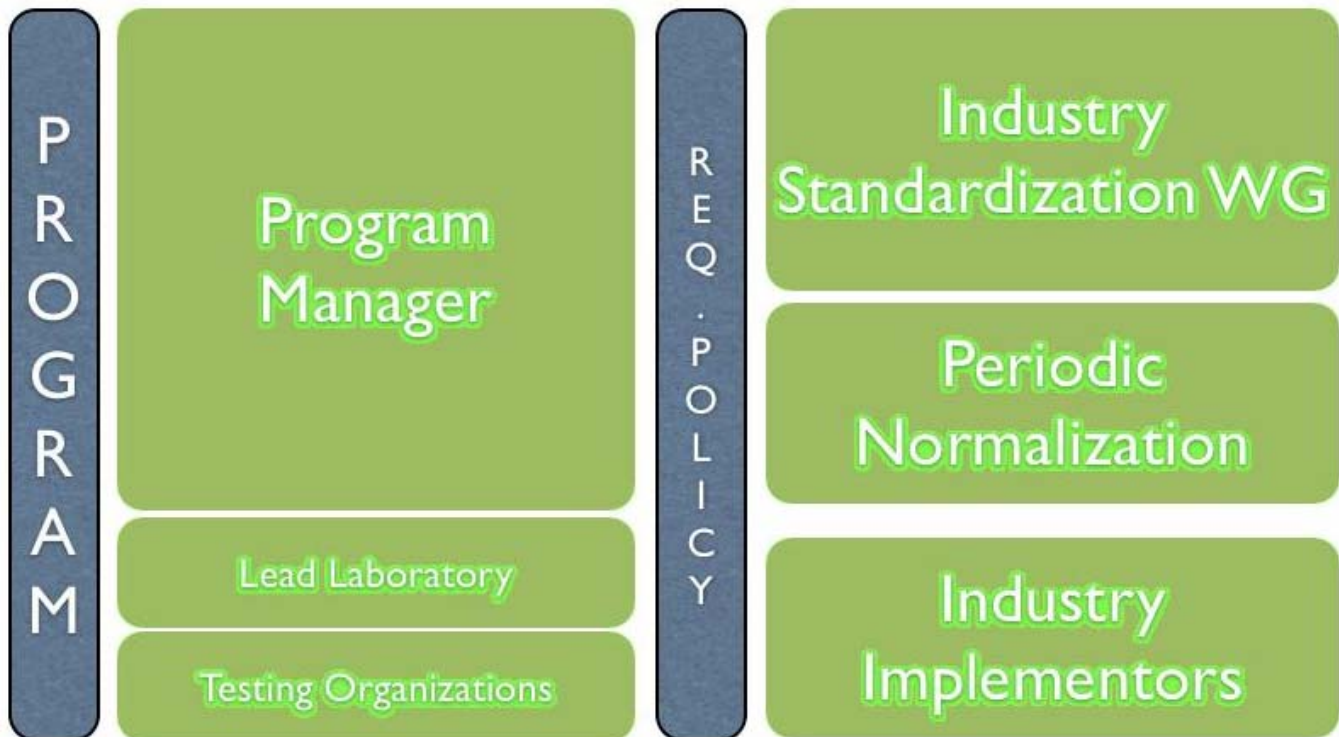 PROGRAM
Program
Manager
Lead Laboratory
Testing Organizations
REQ.POLICY
Industry
Standardization WG
Periodic
Normalization
Industry
Implementors